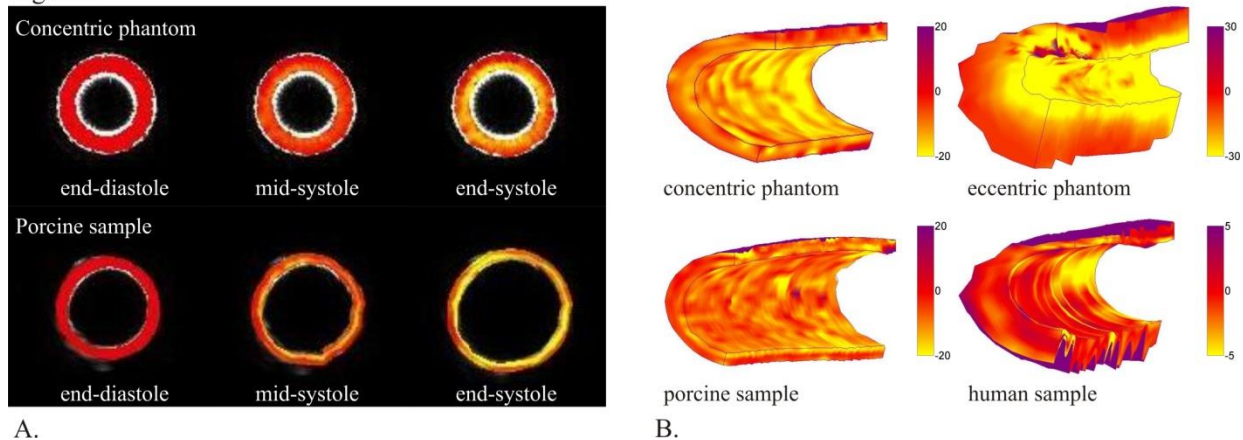 Concentric phantom
end-diastole mid-systole end-systole
Porcine sample
end-diastole mid-systole end-systole
A.
20
0
-20
concentric phantom
30
0
-30
eccentric phantom
20
0
-20
porcine sample
5
0
-5
human sample
B.